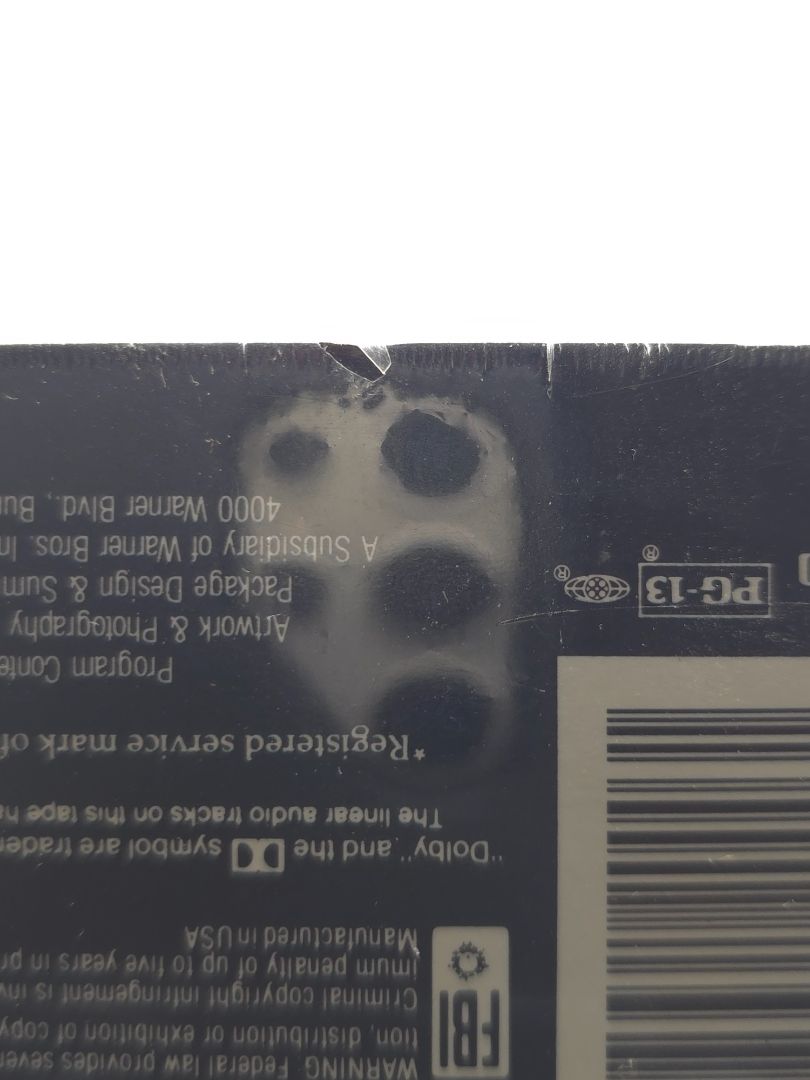 FBI
WARNING: Federal law provides seve
tion, distribution or exhibition of copy
Criminal copyright infringement is inv
imum penalty of up to five years in pr
Manufactured in USA
"Dolby" and the symbol are trade
The linear audio tracks on this tape ha
*Registered service mark of
Program Conte
Artwork & Photography
Package Design & Sum
A Subsidiary of Warner Bros. In
4000 Warner Blvd., Bur
PG-13 ®
®